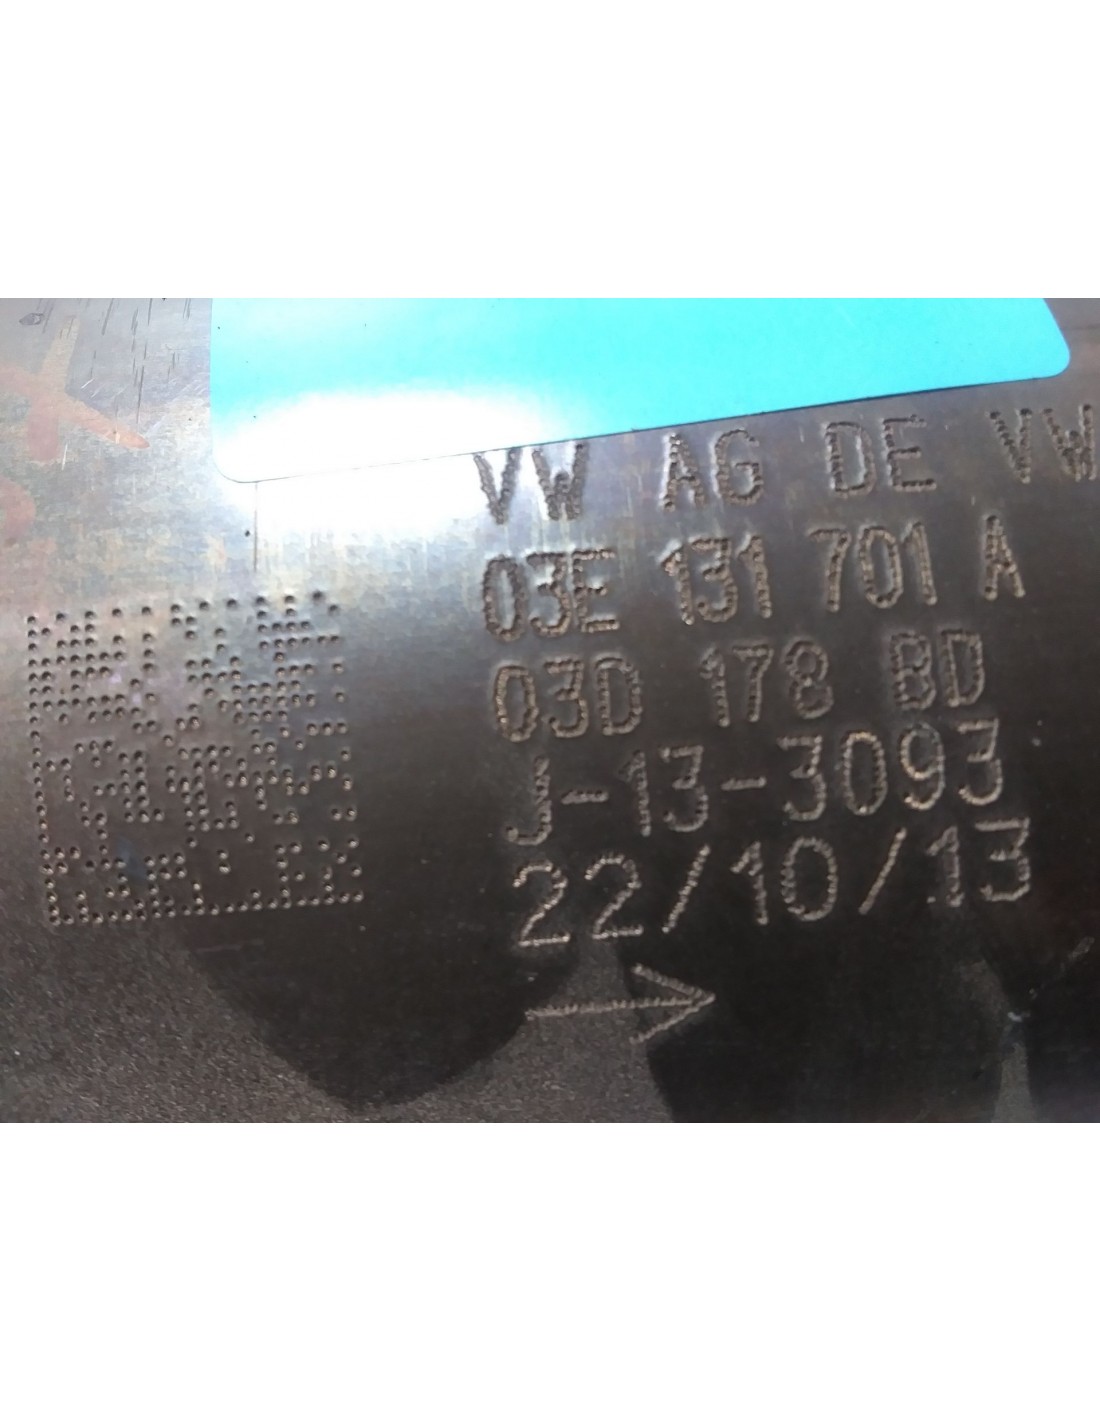 VW AG DE VW
03E 131 701 A
03D 178 BD
J-13-3093
22/10/13